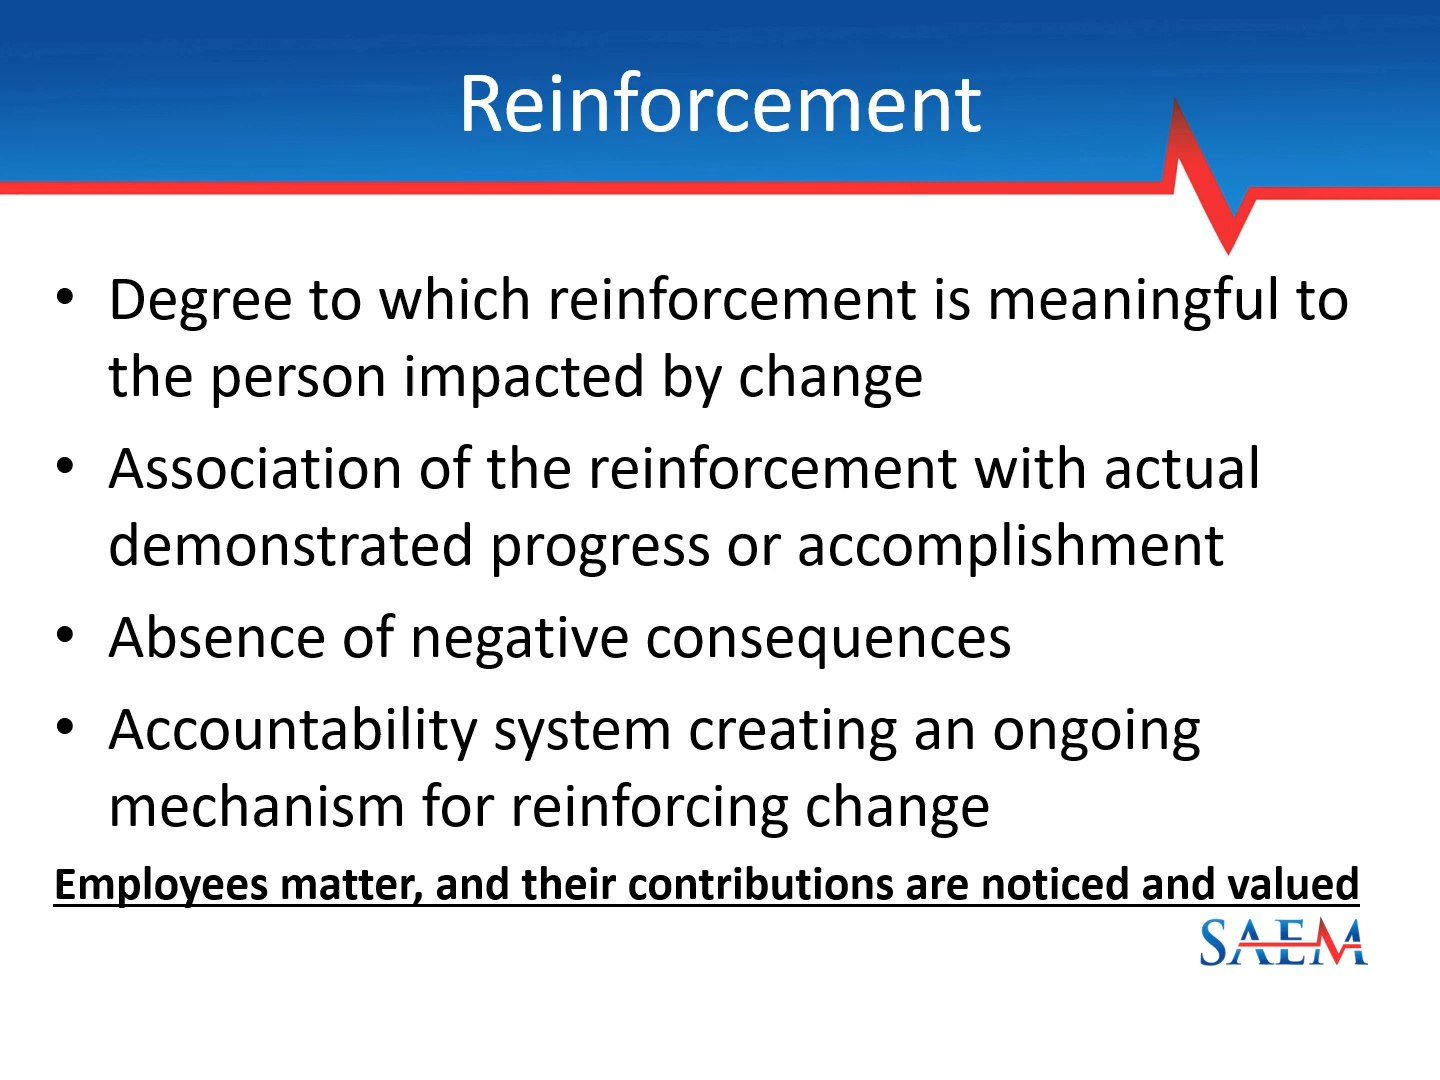 Reinforcement
• Degree to which reinforcement is meaningful to
the person impacted by change
• Association of the reinforcement with actual
demonstrated progress or accomplishment
• Absence of negative consequences
• Accountability system creating an ongoing
mechanism for reinforcing change
Employees matter, and their contributions are noticed and valued
SAEM